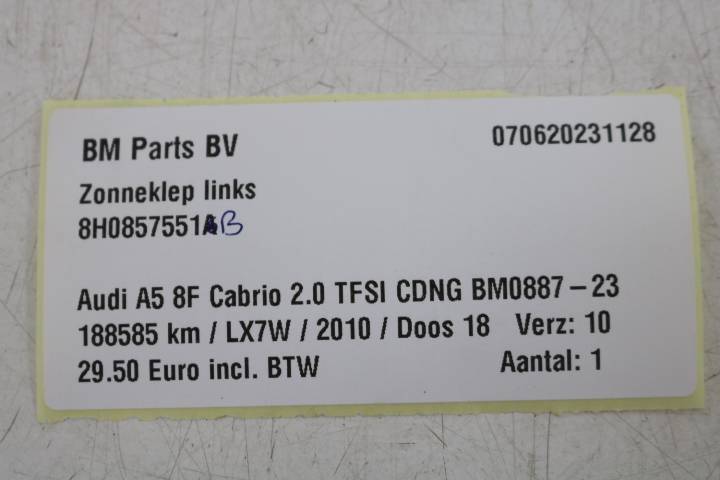 BM Parts BV 070620231128
Zonneklep links
8H0857551AB
Audi A5 8F Cabrio 2.0 TFSI CDNG BM0887-23
188585 km / LX7W / 2010 / Doos 18 Verz: 10
29.50 Euro incl. BTW Aantal: 1